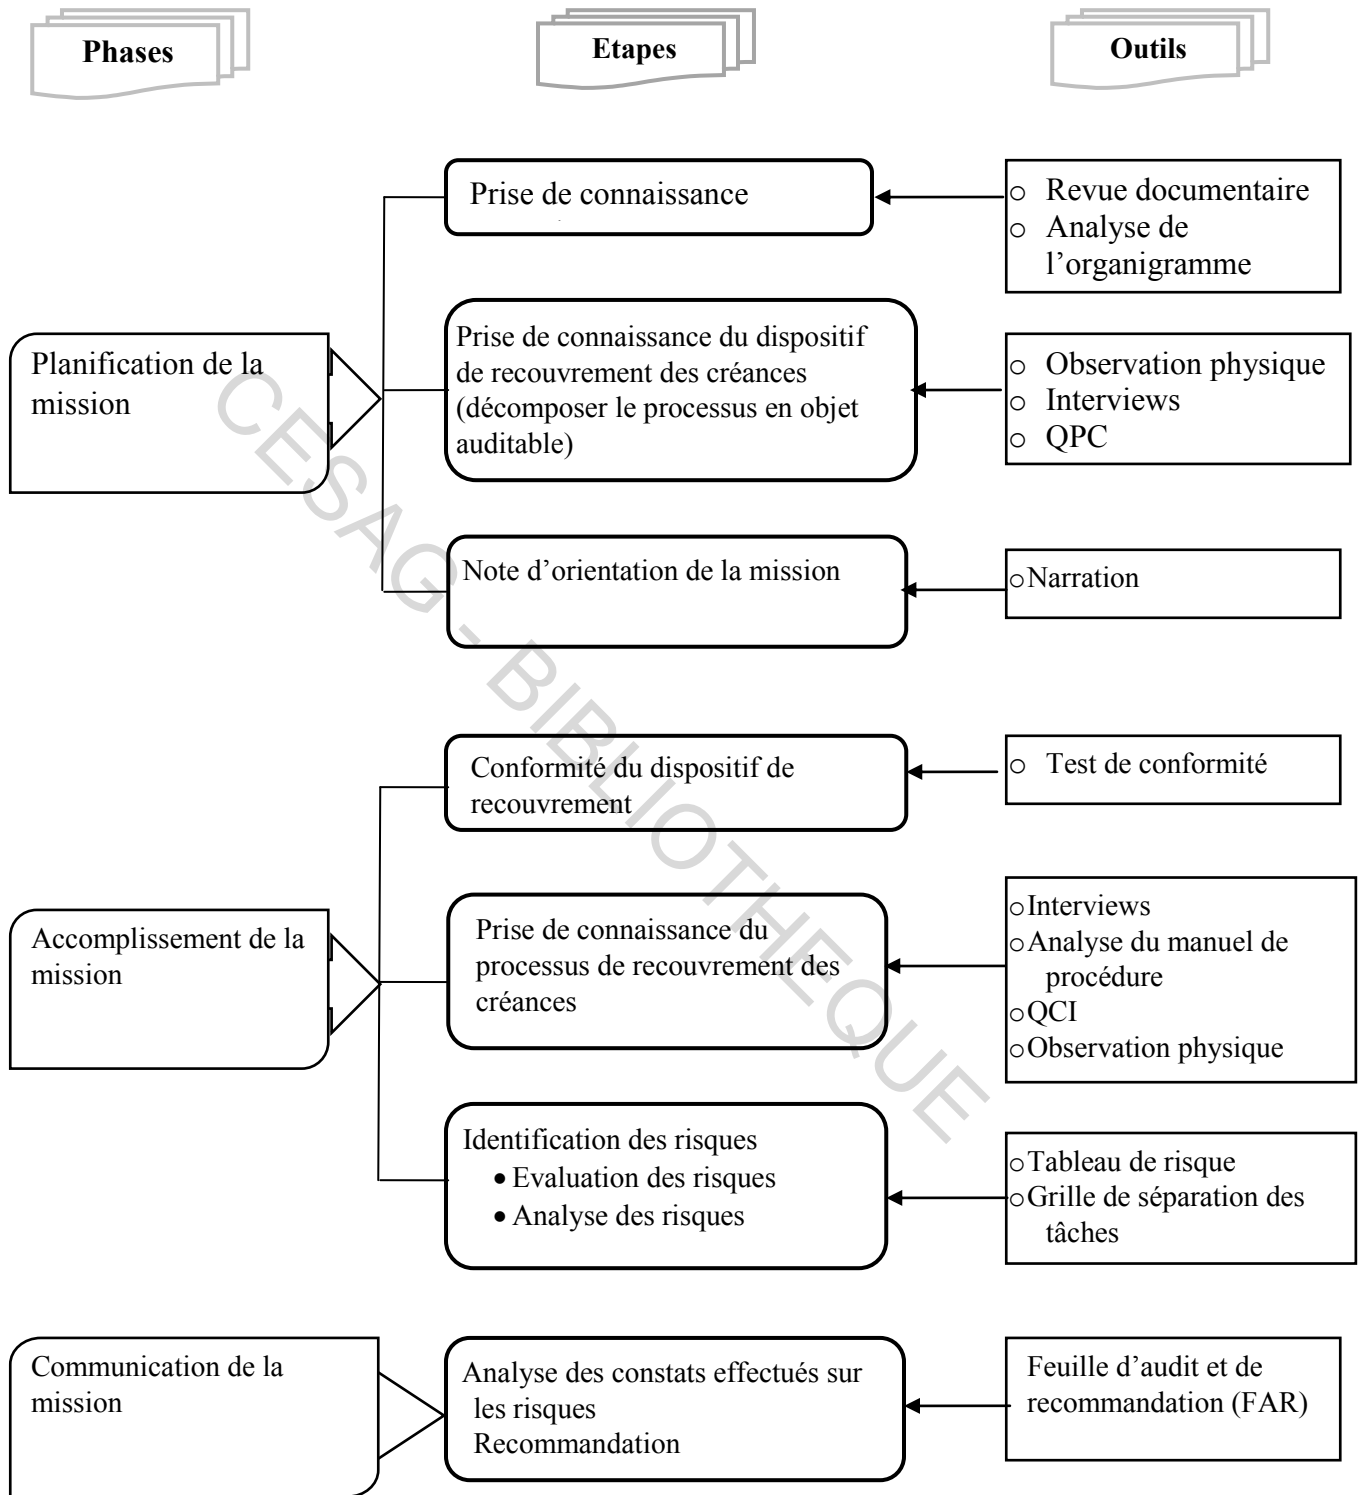 Phases
Etapes
Outils
Prise de connaissance
o Revue documentaire
o Analyse de
l’organigramme
Planification de la
mission
Prise de connaissance du dispositif
de recouvrement des créances
(décomposer le processus en objet
auditable)
o Observation physique
o Interviews
o QPC
Note d’orientation de la mission
o Narration
Conformité du dispositif de
recouvrement
o Test de conformité
Accomplissement de la
mission
Prise de connaissance du
processus de recouvrement des
créances
o Interviews
o Analyse du manuel de
procédure
o QCI
o Observation physique
Identification des risques
• Evaluation des risques
• Analyse des risques
o Tableau de risque
o Grille de séparation des
tâches
Communication de la
mission
Analyse des constats effectués sur
les risques
Recommandation
Feuille d’audit et de
recommandation (FAR)
CESAG - BIBLIOTHEQUE